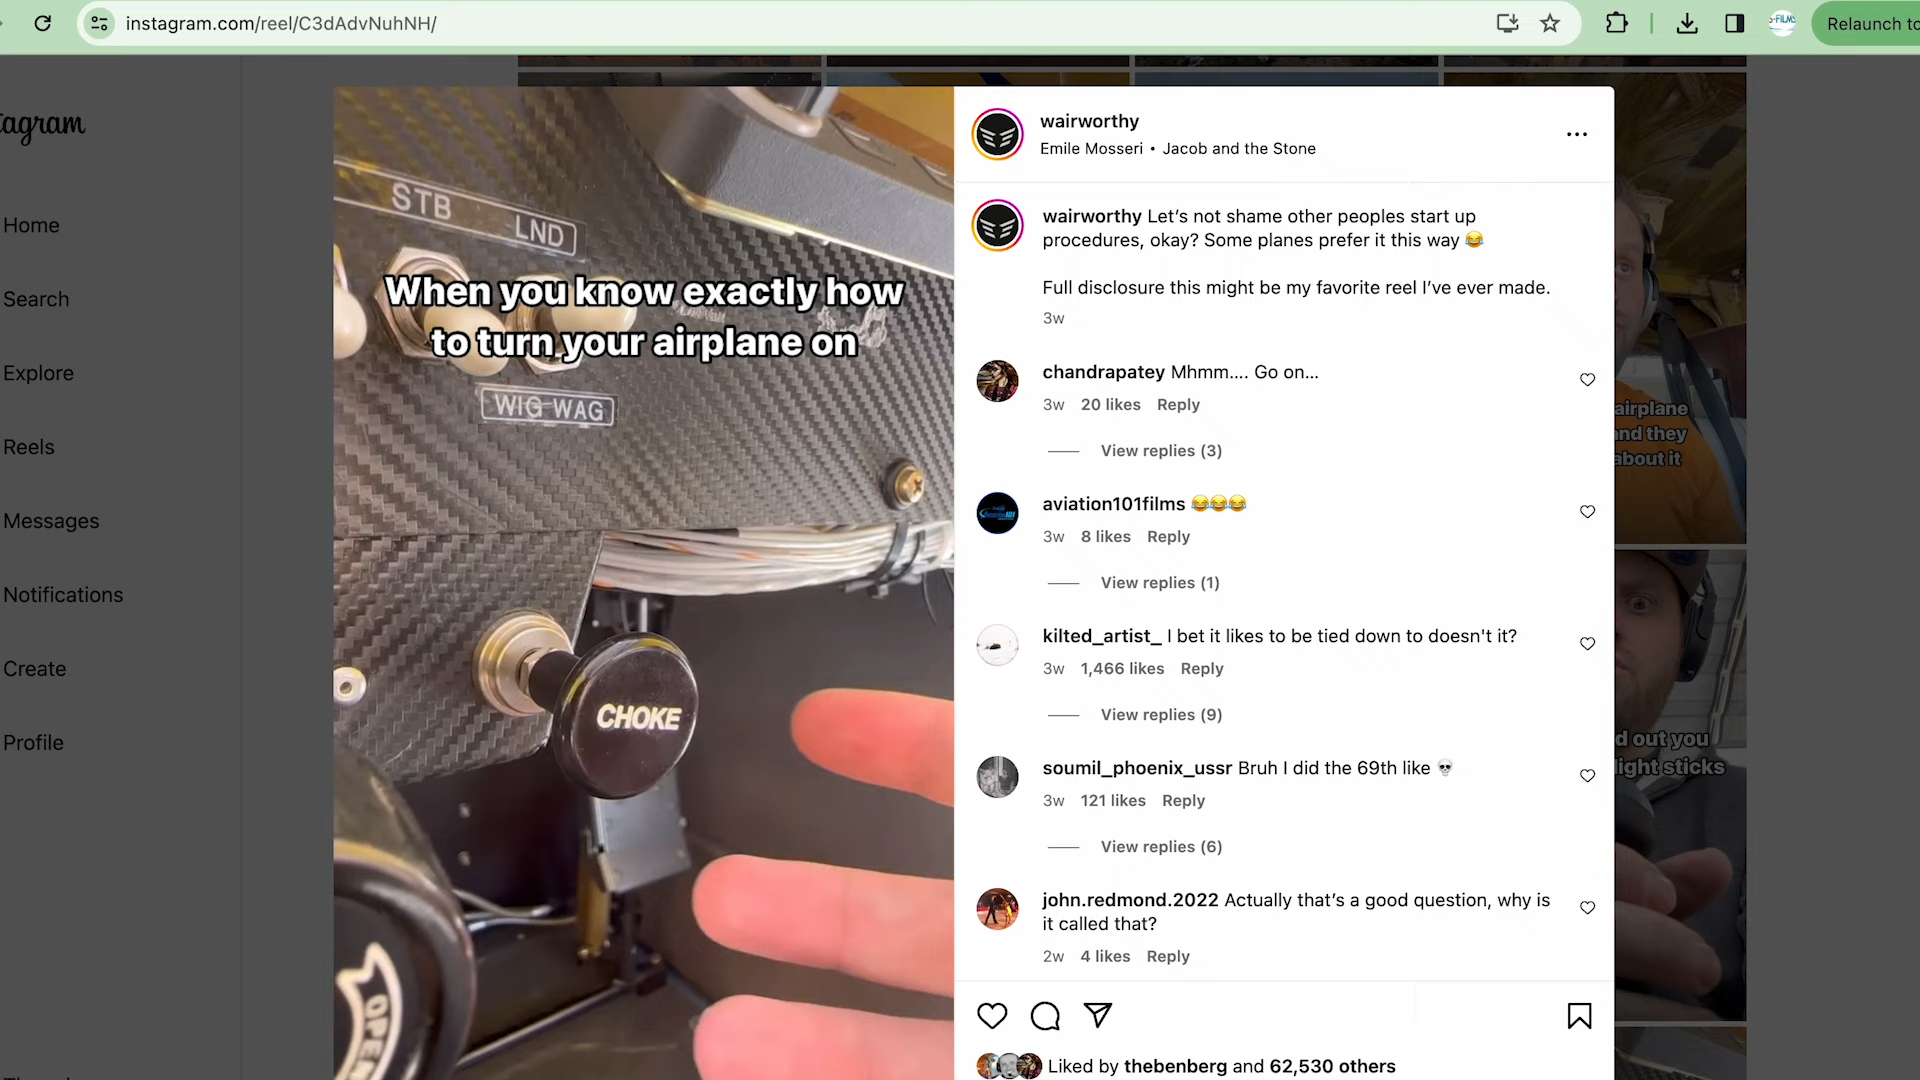 instagram.com/reel/C3dAdvNuhNH/
-FILMS
Relaunch to
tagram
Home
Search
Explore
Reels
Messages
Notifications
Create
Profile
STB
LND
When you know exactly how
to turn your airplane on
WIG WAG
CHOKE
OPEN
wairworthy
Emile Mosseri • Jacob and the Stone
wairworthy Let’s not shame other peoples start up
procedures, okay? Some planes prefer it this way 😂
Full disclosure this might be my favorite reel I’ve ever made.
3w
chandrapatey Mhmm.... Go on...
3w 20 likes Reply
View replies (3)
aviation101films 😂😂😂
3w 8 likes Reply
View replies (1)
kilted_artist_ I bet it likes to be tied down to doesn't it?
3w 1,466 likes Reply
View replies (9)
soumil_phoenix_ussr Bruh I did the 69th like 💀
3w 121 likes Reply
View replies (6)
john.redmond.2022 Actually that’s a good question, why is
it called that?
2w 4 likes Reply
Liked by thebenberg and 62,530 others
airplane
and they
about it
d out you
light sticks